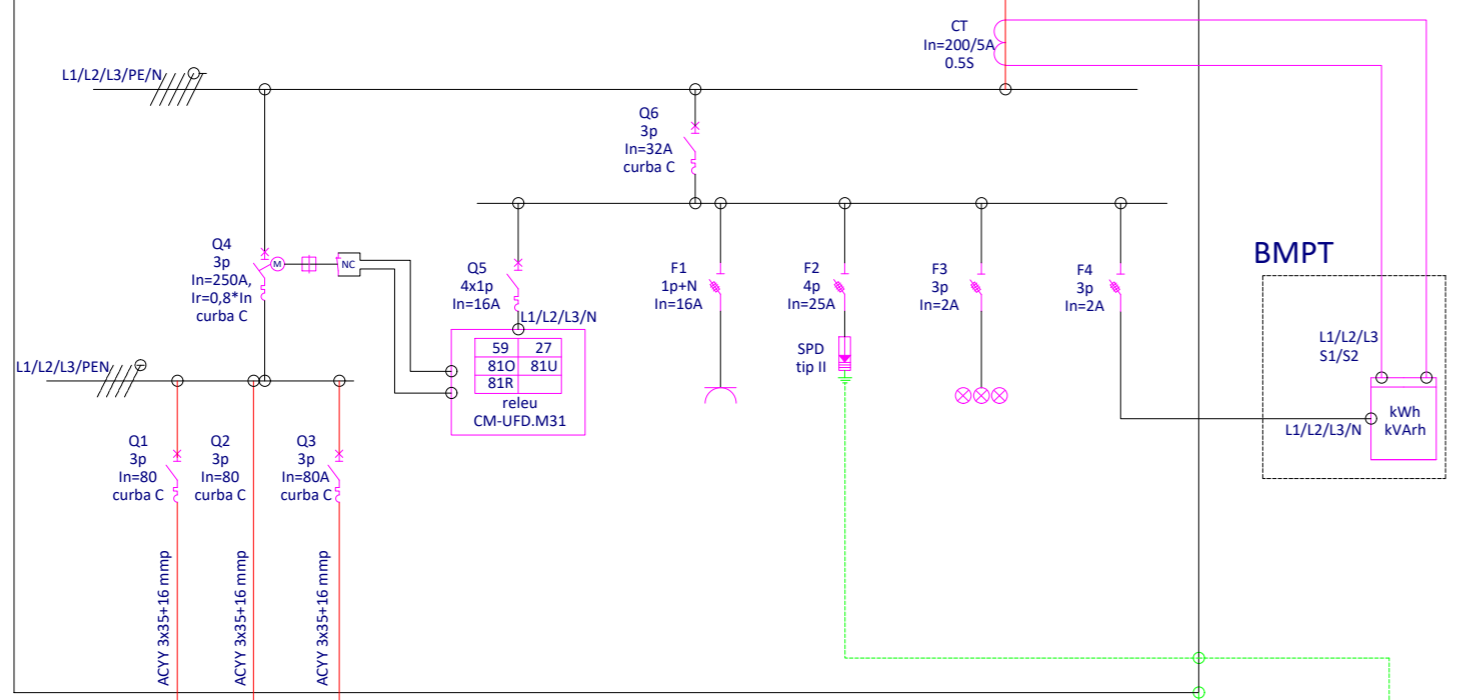 CT
In=200/5A
0.5S
L1/L2/L3/PE/N
Q6
3p
In=32A
curba C
Q4
3p
In=250A,
Ir=0,8*In
curba C
M
NC
Q5
4x1p
In=16A
F1
1p+N
In=16A
F2
4p
In=25A
F3
3p
In=2A
F4
3p
In=2A
BMPT
L1/L2/L3/N
59 27
81O 81U
81R
releu
CM-UFD.M31
SPD
tip II
L1/L2/L3
S1/S2
kWh
kVArh
L1/L2/L3/N
L1/L2/L3/PEN
Q1
3p
In=80
curba C
Q2
3p
In=80
curba C
Q3
3p
In=80A
curba C
ACYY 3x35+16 mmp
ACYY 3x35+16 mmp
ACYY 3x35+16 mmp